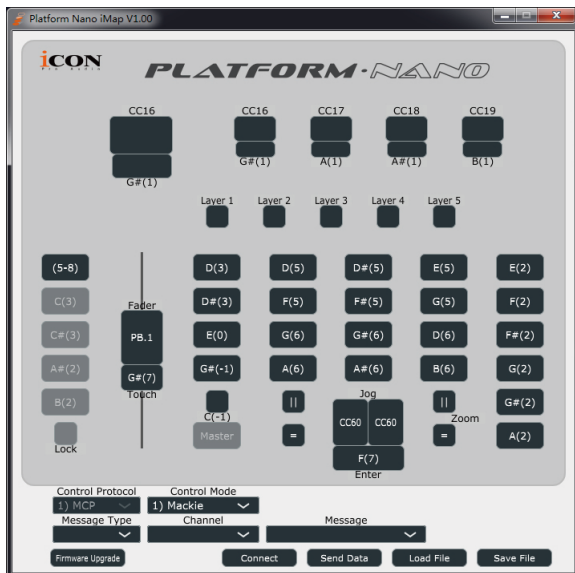 Platform Nano iMap V1.00
iCON
PRO AUDIO
PLATFORM·NANO
CC16 CC16 CC17 CC18 CC19
G#(1) G#(1) A(1) A#(1) B(1)
Layer 1 Layer 2 Layer 3 Layer 4 Layer 5
(5-8) D(3) D(5) D#(5) E(5) E(2)
C(3) Fader D#(3) F(5) F#(5) G(5) F(2)
C#(3) PB.1 E(0) G(6) G#(6) D(6) F#(2)
A#(2) G#(7) G#(-1) A(6) A#(6) B(6) G(2)
Touch Jog
B(2) C(-1) || CC60 CC60 || Zoom G#(2)
Lock Master = F(7) = A(2)
Enter
Control Protocol Control Mode
1) MCP 1) Mackie
Message Type Channel Message
Firmware Upgrade Connect Send Data Load File Save File